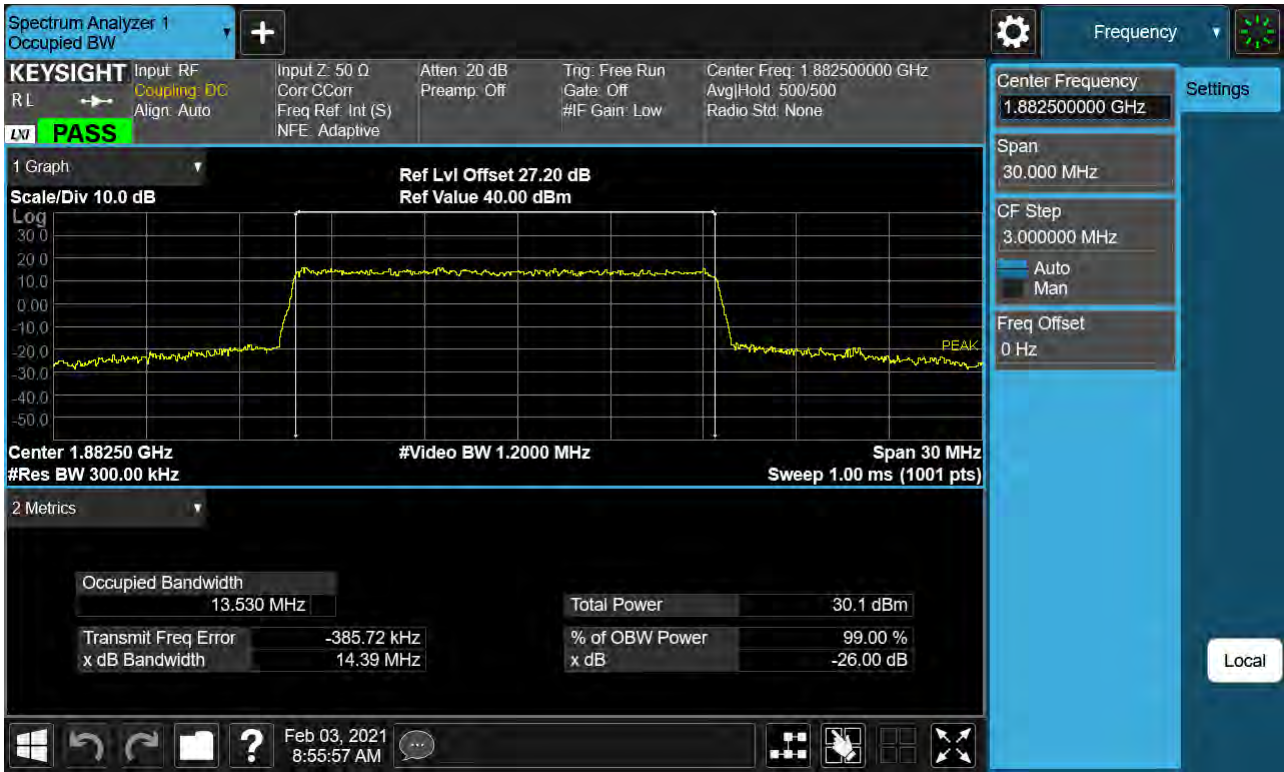 Spectrum Analyzer 1
Occupied BW
Frequency
KEYSIGHT
R L
LXI
PASS
Input: RF
Coupling: DC
Align: Auto
Input Z: 50 Ω
Corr CCorr
Freq Ref: Int (S)
NFE: Adaptive
Atten: 20 dB
Preamp: Off
Trig: Free Run
Gate: Off
#IF Gain: Low
Center Freq: 1.882500000 GHz
Avg|Hold: 500/500
Radio Std: None
Center Frequency
1.882500000 GHz
Settings
Span
30.000 MHz
CF Step
3.000000 MHz
Auto
Man
Freq Offset
0 Hz
1 Graph
Scale/Div 10.0 dB
Ref Lvl Offset 27.20 dB
Ref Value 40.00 dBm
Log
30.0
20.0
10.0
0.00
-10.0
-20.0
-30.0
-40.0
-50.0
PEAK
Center 1.88250 GHz
#Video BW 1.2000 MHz
Span 30 MHz
#Res BW 300.00 kHz
Sweep 1.00 ms (1001 pts)
2 Metrics
Occupied Bandwidth
13.530 MHz
Total Power 30.1 dBm
Transmit Freq Error -385.72 kHz
% of OBW Power 99.00 %
x dB Bandwidth 14.39 MHz
x dB -26.00 dB
Local
Feb 03, 2021
8:55:57 AM